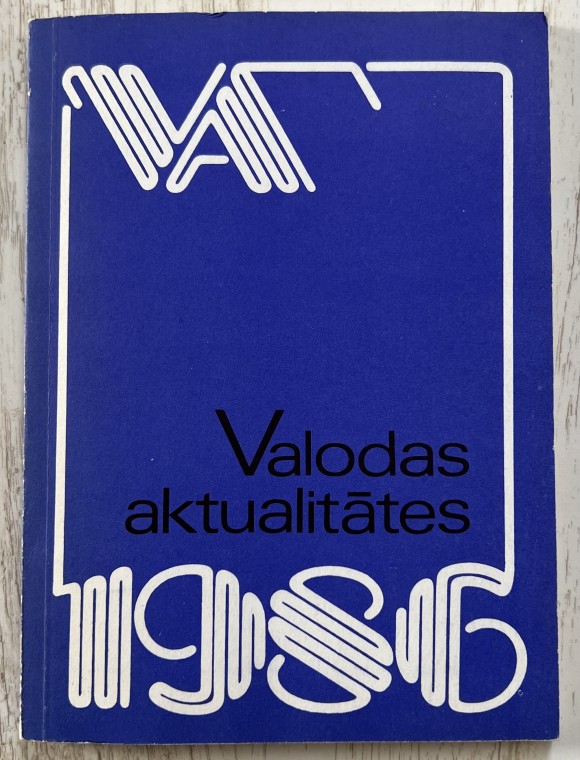 VA
Valodas
aktualitātes
1986